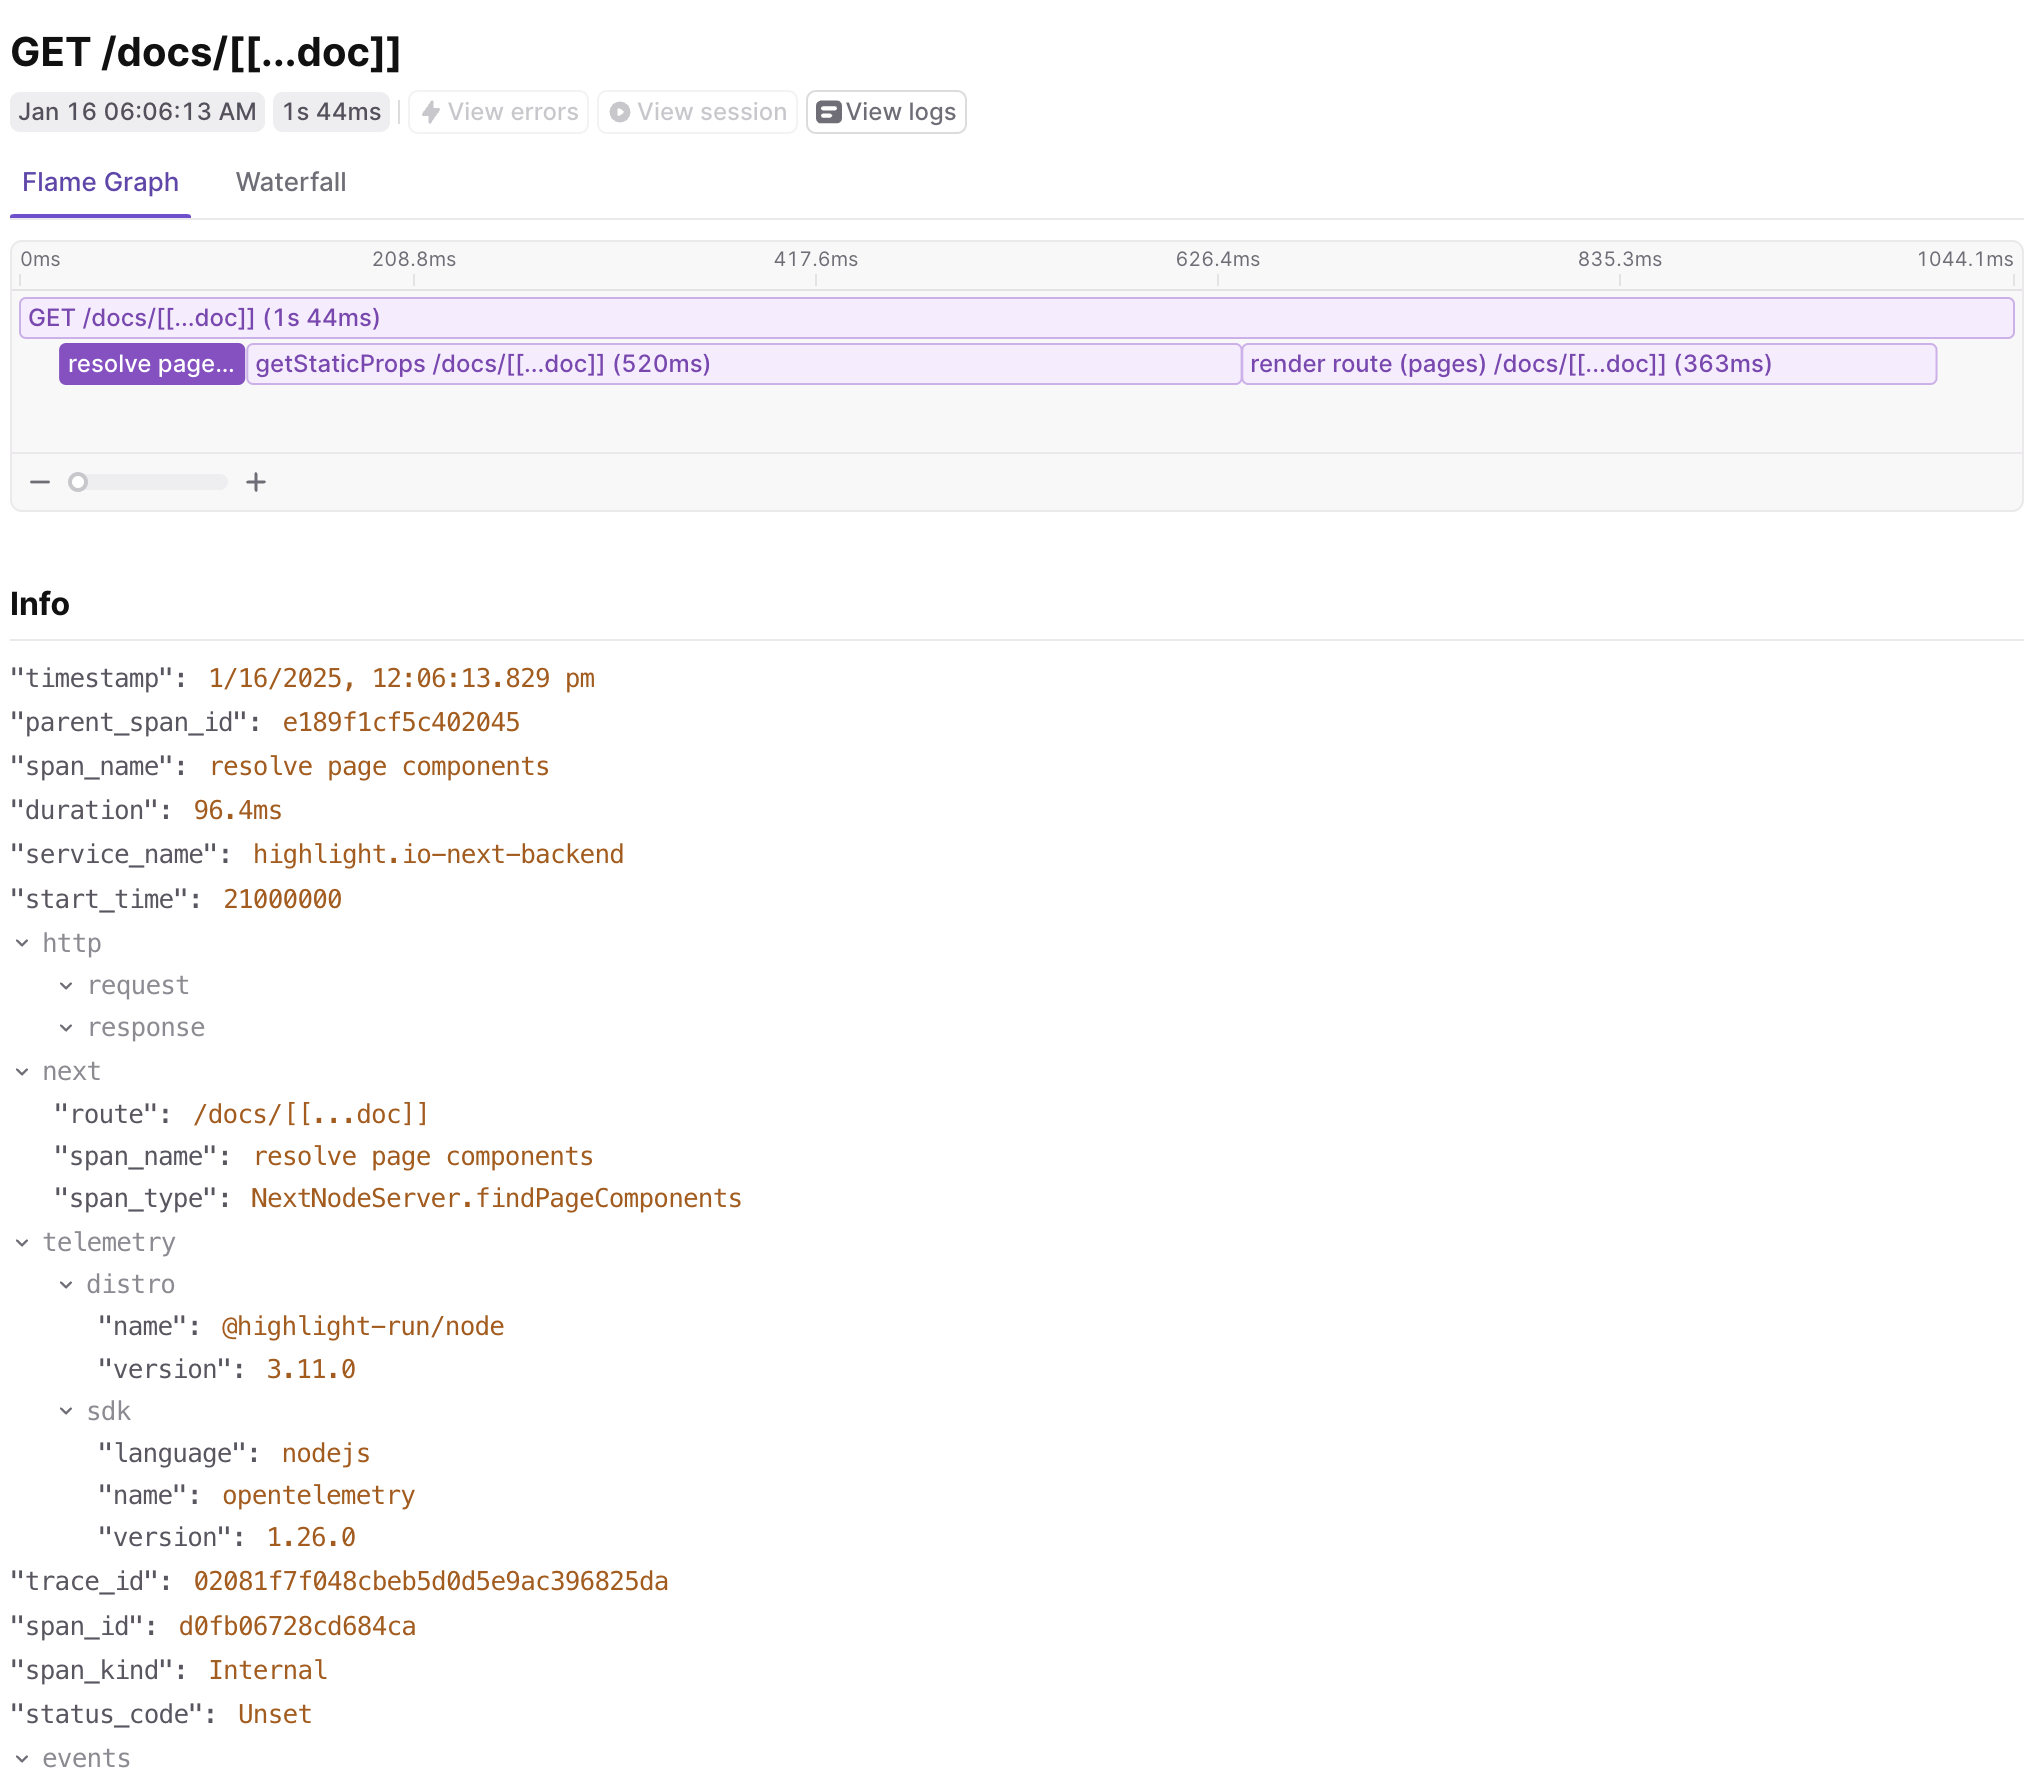 GET /docs/[[...doc]]
Jan 16 06:06:13 AM 1s 44ms View errors View session View logs
Flame Graph Waterfall
0ms 208.8ms 417.6ms 626.4ms 835.3ms 1044.1ms
GET /docs/[[...doc]] (1s 44ms)
resolve page... getStaticProps /docs/[[...doc]] (520ms) render route (pages) /docs/[[...doc]] (363ms)
Info
"timestamp": 1/16/2025, 12:06:13.829 pm
"parent_span_id": e189f1cf5c402045
"span_name": resolve page components
"duration": 96.4ms
"service_name": highlight.io-next-backend
"start_time": 21000000
http
request
response
next
"route": /docs/[[...doc]]
"span_name": resolve page components
"span_type": NextNodeServer.findPageComponents
telemetry
distro
"name": @highlight-run/node
"version": 3.11.0
sdk
"language": nodejs
"name": opentelemetry
"version": 1.26.0
"trace_id": 02081f7f048cbeb5d0d5e9ac396825da
"span_id": d0fb06728cd684ca
"span_kind": Internal
"status_code": Unset
events